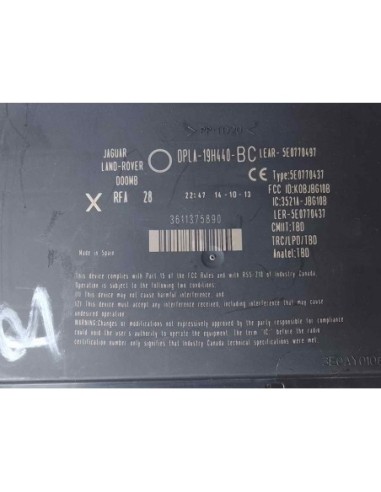 JAGUAR
LAND-ROVER
DOOMB
DPLA-19H440-BC LEAR- 5E0770497
CE Type:5E0770437
X RFA 28
22:47 14-10-13
FCC ID:KOBJBG10B
IC:3521A-JBG10B
LER-5E0770437
CMIIT:TBD
TRC/LPD/TBD
Anatel:TBD
3611375890
Made in Spain
This device complies with Part 15 of the FCC Rules and with RSS-210 of Industry Canada.
Operation is subject to the following two conditions:
(1) This device may not cause harmful interference, and
(2) This device must accept any interference received, including interference that may cause
undesired operation
WARNING:Changes or modifications not expressively approved by the party responsible for compliance
could void the user's authority to operate the equipment. The term "IC" before the radio
certification number only signifies that Industry Canada technical specifications were met.